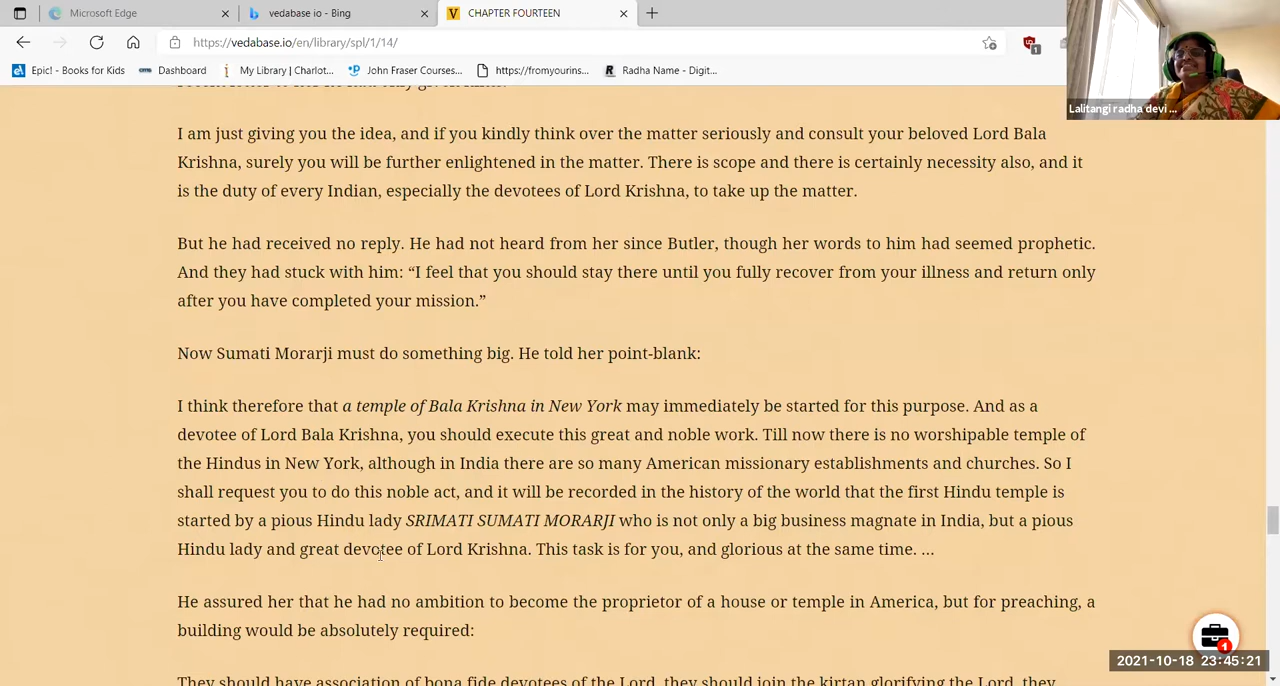 Microsoft Edge
vedabase io - Bing
V CHAPTER FOURTEEN
https://vedabase.io/en/library/spl/1/14/
1
Epic! - Books for Kids
Dashboard
My Library | Charlot...
John Fraser Courses...
https://fromyourins...
Radha Name - Digit...
Lalitangi radha devi ...
I am just giving you the idea, and if you kindly think over the matter seriously and consult your beloved Lord Bala
Krishna, surely you will be further enlightened in the matter. There is scope and there is certainly necessity also, and it
is the duty of every Indian, especially the devotees of Lord Krishna, to take up the matter.
But he had received no reply. He had not heard from her since Butler, though her words to him had seemed prophetic.
And they had stuck with him: “I feel that you should stay there until you fully recover from your illness and return only
after you have completed your mission.”
Now Sumati Morarji must do something big. He told her point-blank:
I think therefore that a temple of Bala Krishna in New York may immediately be started for this purpose. And as a
devotee of Lord Bala Krishna, you should execute this great and noble work. Till now there is no worshipable temple of
the Hindus in New York, although in India there are so many American missionary establishments and churches. So I
shall request you to do this noble act, and it will be recorded in the history of the world that the first Hindu temple is
started by a pious Hindu lady SRIMATI SUMATI MORARJI who is not only a big business magnate in India, but a pious
Hindu lady and great devotee of Lord Krishna. This task is for you, and glorious at the same time. …
He assured her that he had no ambition to become the proprietor of a house or temple in America, but for preaching, a
building would be absolutely required:
They should have association of bona fide devotees of the Lord, they should join the kirtan glorifying the Lord, they
1
2021-10-18 23:45:21